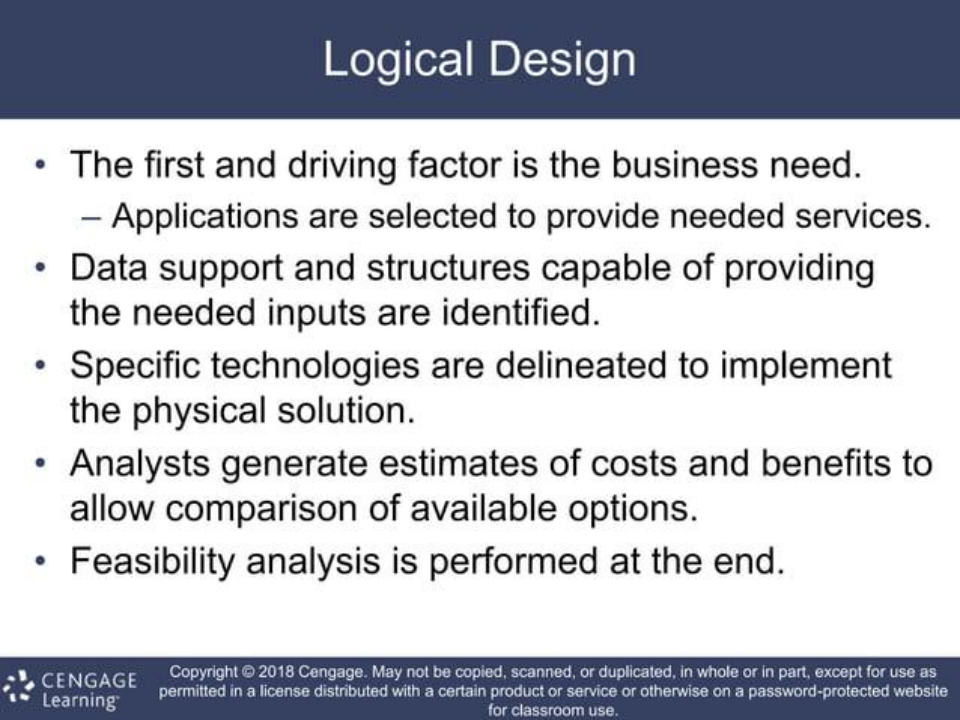 Logical Design
• The first and driving factor is the business need.
– Applications are selected to provide needed services.
• Data support and structures capable of providing
the needed inputs are identified.
• Specific technologies are delineated to implement
the physical solution.
• Analysts generate estimates of costs and benefits to
allow comparison of available options.
• Feasibility analysis is performed at the end.
CENGAGE
Learning
Copyright © 2018 Cengage. May not be copied, scanned, or duplicated, in whole or in part, except for use as
permitted in a license distributed with a certain product or service or otherwise on a password-protected website
for classroom use.